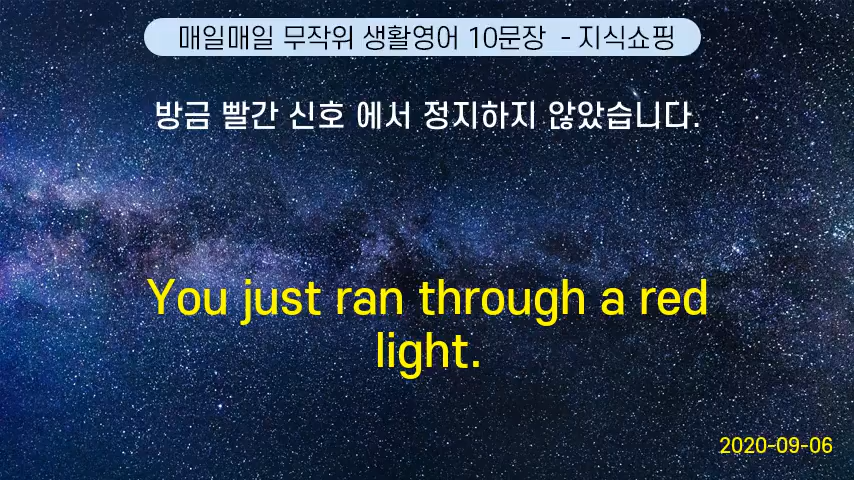 매일매일 무작위 생활영어 10문장 - 지식쇼핑
방금 빨간 신호 에서 정지하지 않았습니다.
You just ran through a red
light.
2020-09-06